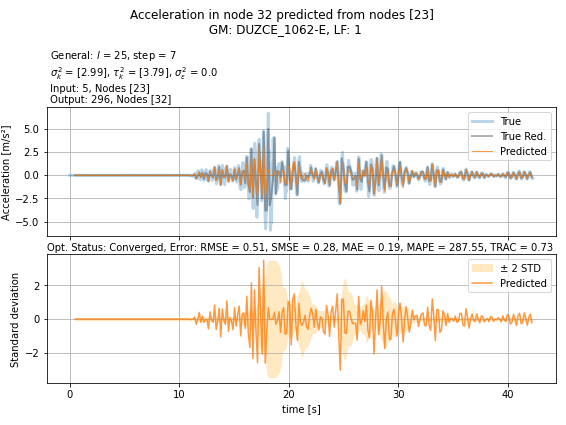 Acceleration in node 32 predicted from nodes [23]
GM: DUZCE_1062-E, LF: 1
General: l = 25, step = 7
σ²ₖ = [2.99], τ²ₖ = [3.79], σ²ε = 0.0
Input: 5, Nodes [23]
Output: 296, Nodes [32]
Acceleration [m/s²]
5.0
2.5
0.0
−2.5
−5.0
True
True Red.
Predicted
Opt. Status: Converged, Error: RMSE = 0.51, SMSE = 0.28, MAE = 0.19, MAPE = 287.55, TRAC = 0.73
Standard deviation
2
0
−2
± 2 STD
Predicted
0 10 20 30 40
time [s]